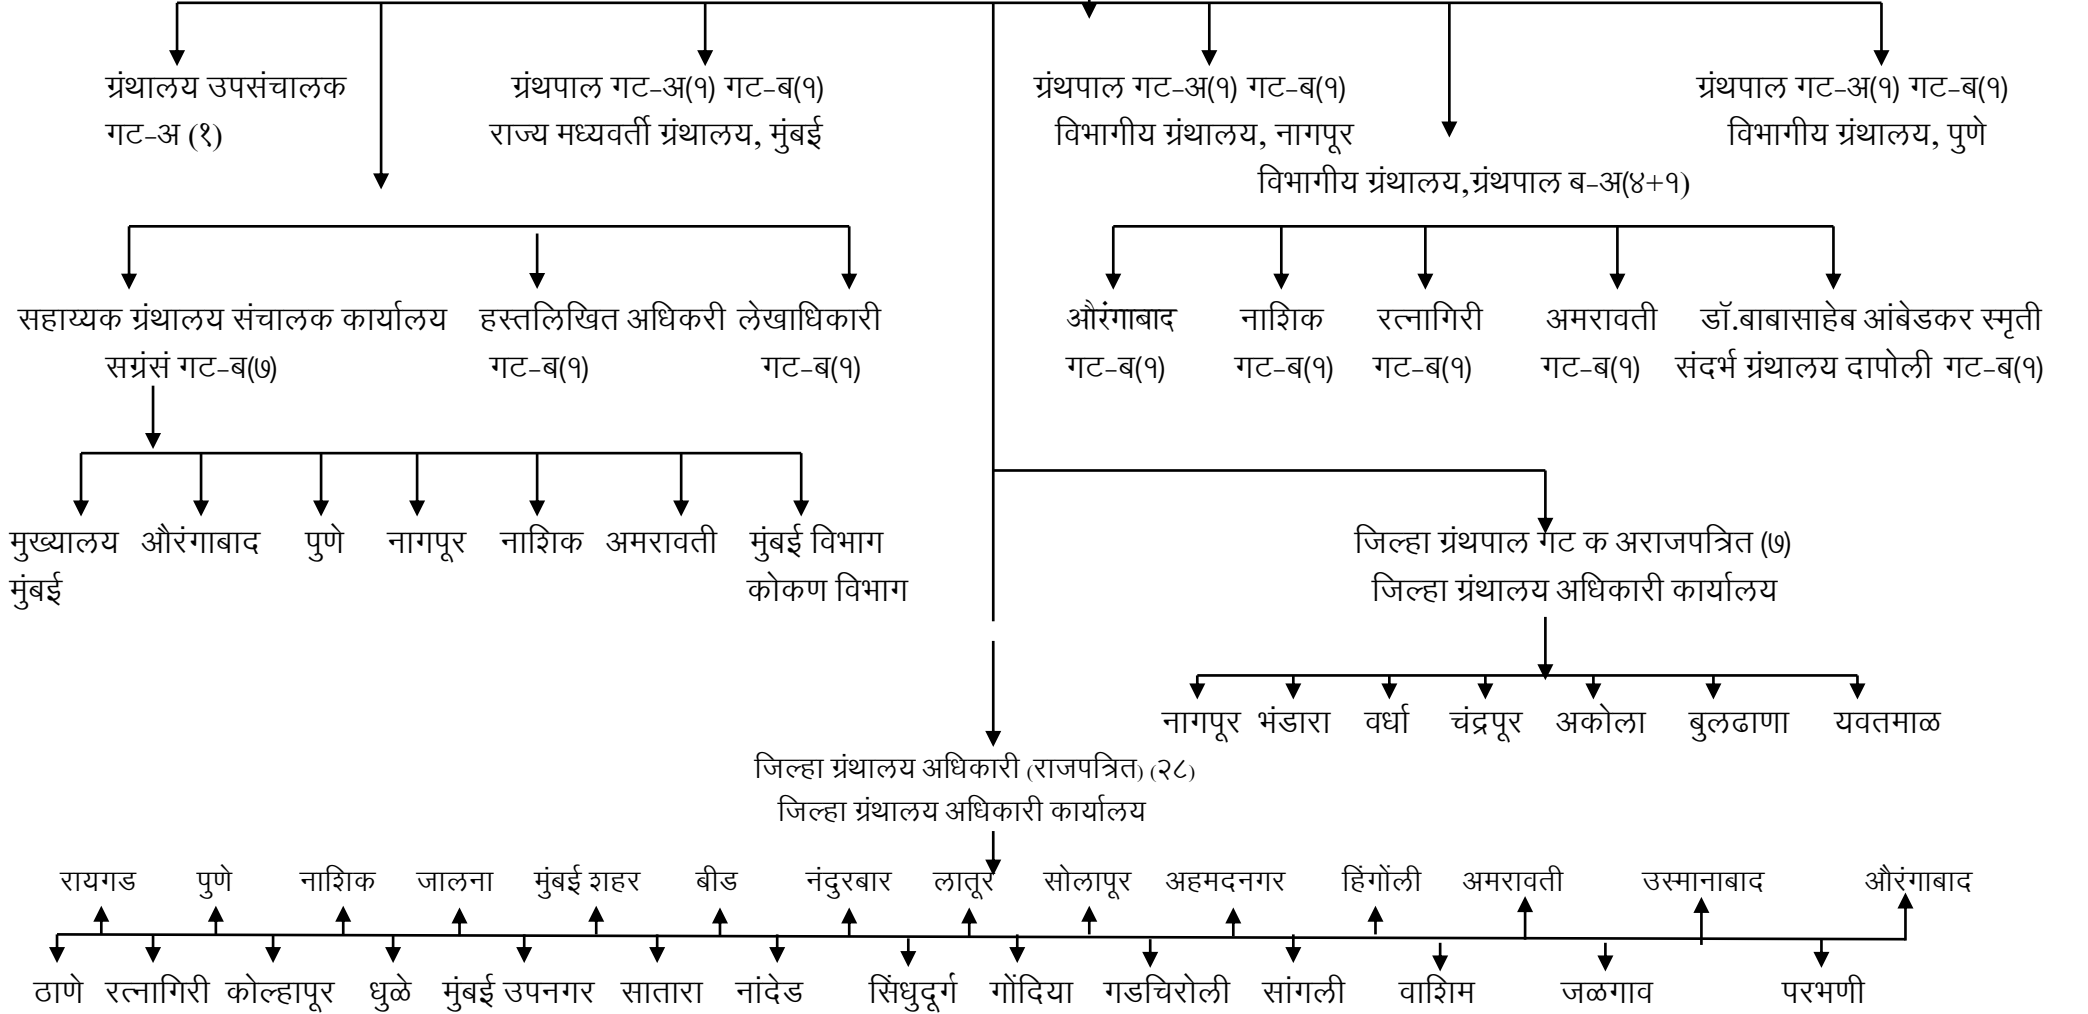 ग्रंथालय उपसंचालक
गट-अ (१)
ग्रंथपाल गट-अ(१) गट-ब(१)
राज्य मध्यवर्ती ग्रंथालय, मुंबई
ग्रंथपाल गट-अ(१) गट-ब(१)
विभागीय ग्रंथालय, नागपूर
ग्रंथपाल गट-अ(१) गट-ब(१)
विभागीय ग्रंथालय, पुणे
विभागीय ग्रंथालय,ग्रंथपाल ब-अ(४+१)
सहाय्यक ग्रंथालय संचालक कार्यालय
सग्रंसं गट-ब(७)
हस्तलिखित अधिकरी
गट-ब(१)
लेखाधिकारी
गट-ब(१)
औरंगाबाद
गट-ब(१)
नाशिक
गट-ब(१)
रत्नागिरी
गट-ब(१)
अमरावती
गट-ब(१)
डॉ.बाबासाहेब आंबेडकर स्मृती
संदर्भ ग्रंथालय दापोली गट-ब(१)
मुख्यालय
मुंबई
औरंगाबाद
पुणे
नागपूर
नाशिक
अमरावती
मुंबई विभाग
कोकण विभाग
जिल्हा ग्रंथपाल गट क अराजपत्रित (७)
जिल्हा ग्रंथालय अधिकारी कार्यालय
नागपूर भंडारा वर्धा चंद्रपूर अकोला बुलढाणा यवतमाळ
जिल्हा ग्रंथालय अधिकारी (राजपत्रित) (२८)
जिल्हा ग्रंथालय अधिकारी कार्यालय
रायगड पुणे नाशिक जालना मुंबई शहर बीड नंदुरबार लातूर सोलापूर अहमदनगर हिंगोंली अमरावती उस्मानाबाद औरंगाबाद
ठाणे रत्नागिरी कोल्हापूर धुळे मुंबई उपनगर सातारा नांदेड सिंधुदूर्ग गोंदिया गडचिरोली सांगली वाशिम जळगाव परभणी